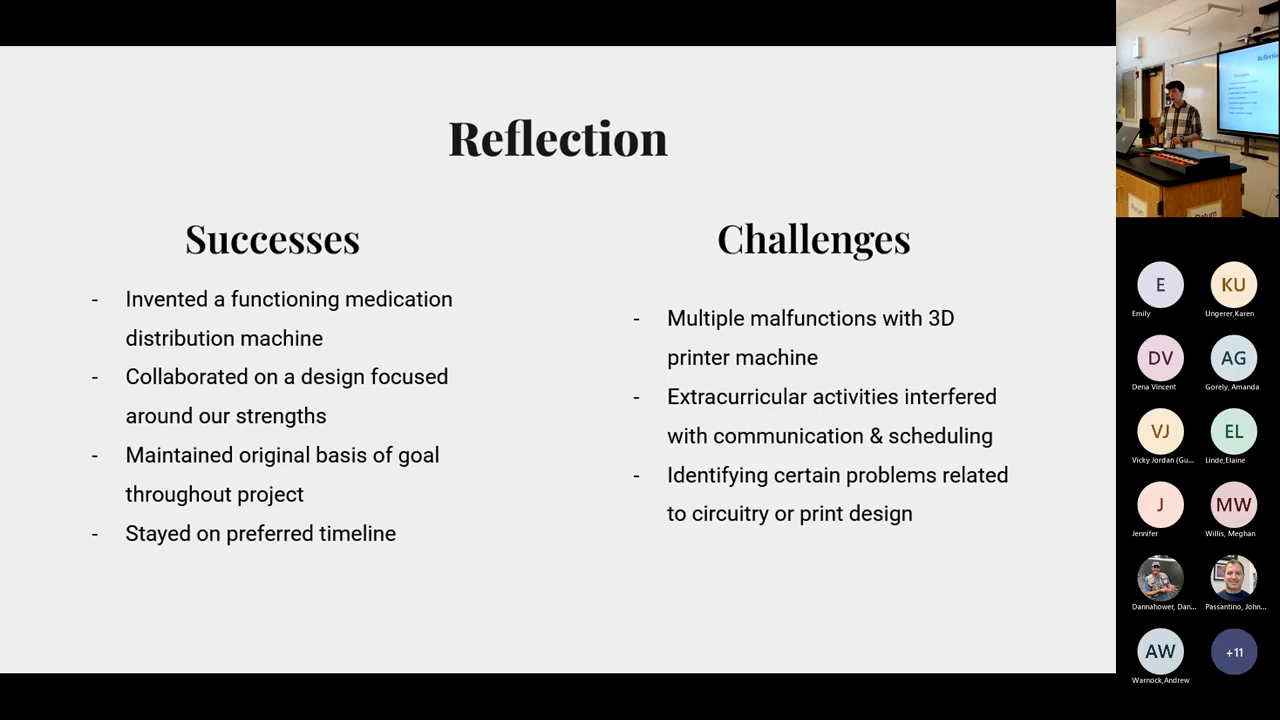 Reflection
Successes
- Invented a functioning medication
distribution machine
- Collaborated on a design focused
around our strengths
- Maintained original basis of goal
throughout project
- Stayed on preferred timeline
Challenges
- Multiple malfunctions with 3D
printer machine
- Extracurricular activities interfered
with communication & scheduling
- Identifying certain problems related
to circuitry or print design
E
Emily
KU
Ungerer,Karen
DV
Dena Vincent
AG
Gorely, Amanda
VJ
Vicky Jordan (Gu...
EL
Linde,Elaine
J
Jennifer
MW
Willis, Meghan
Dannahower, Dan...
Passantino, John...
AW
Warnock,Andrew
+11